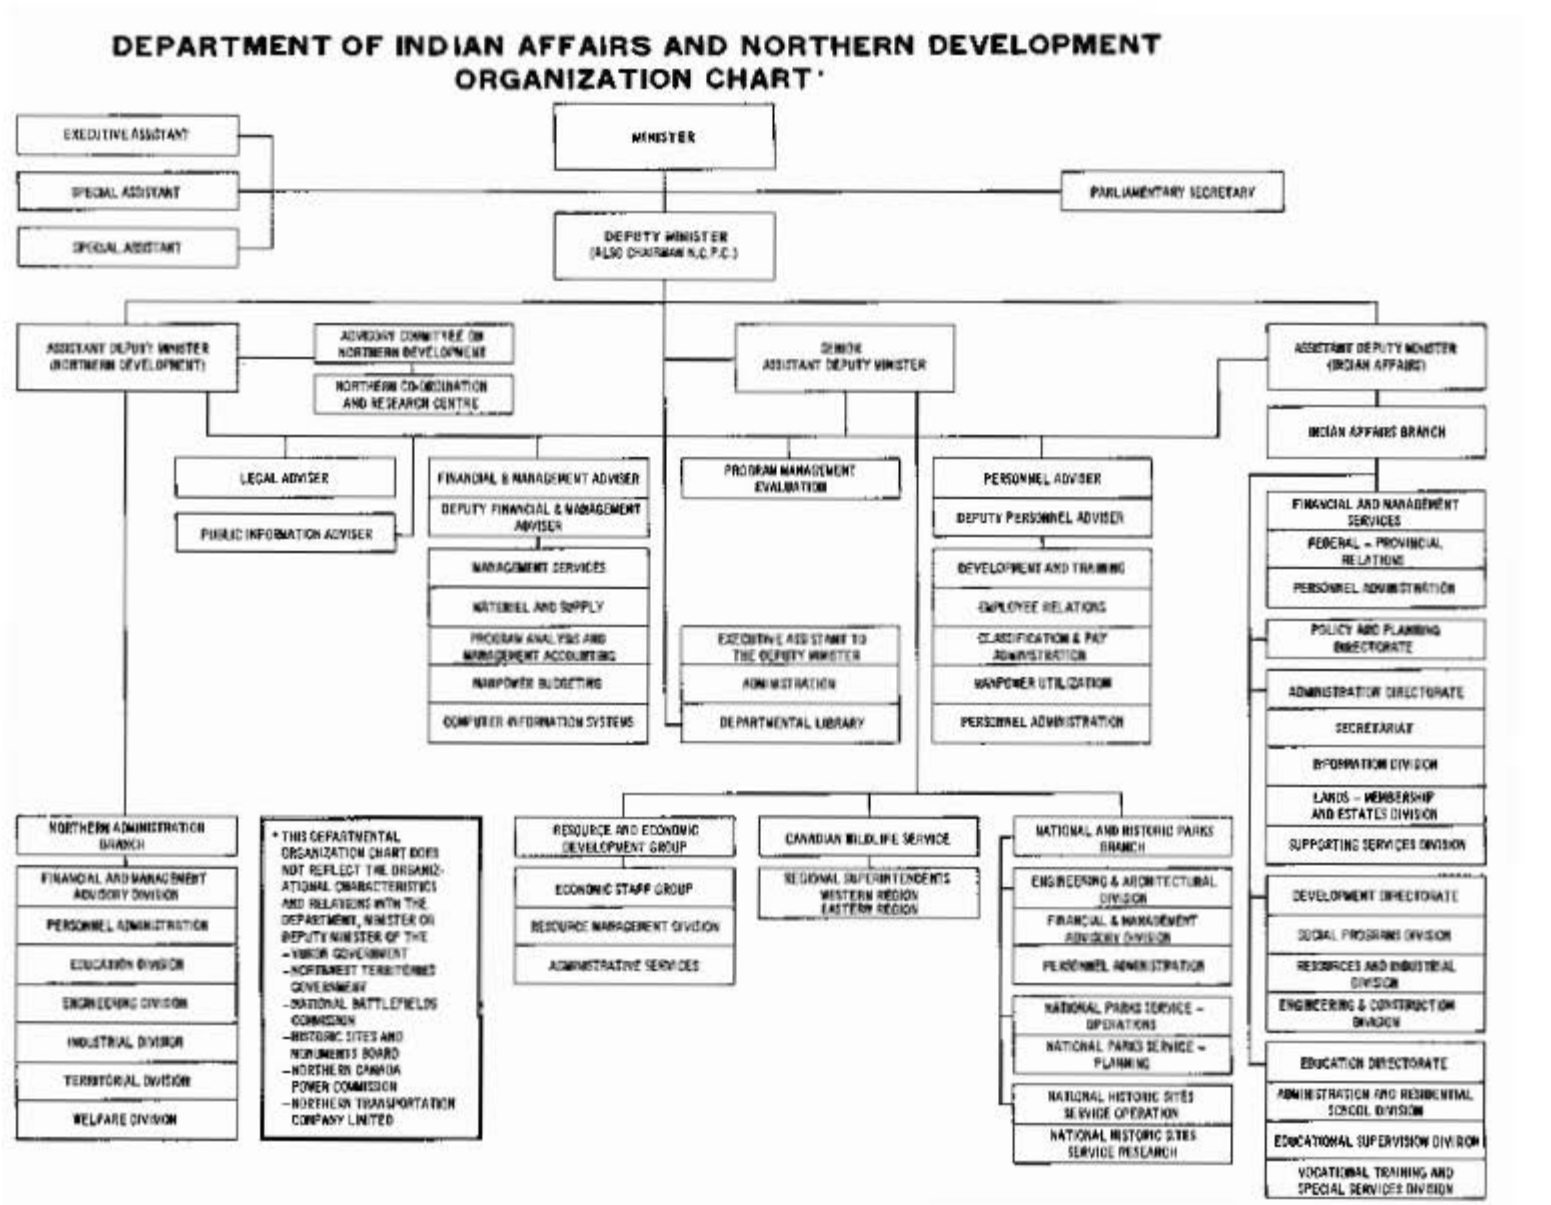 DEPARTMENT OF INDIAN AFFAIRS AND NORTHERN DEVELOPMENT
ORGANIZATION CHART*
EXECUTIVE ASSISTANT
MINISTER
SPECIAL ASSISTANT
PARLIAMENTARY SECRETARY
SPECIAL ASSISTANT
DEPUTY MINISTER
(ALSO CHAIRMAN N.C.P.C.)
ASSISTANT DEPUTY MINISTER
(NORTHERN DEVELOPMENT)
ADVISORY COMMITTEE ON
NORTHERN DEVELOPMENT
NORTHERN CO-ORDINATION
AND RESEARCH CENTRE
SENIOR
ASSISTANT DEPUTY MINISTER
ASSISTANT DEPUTY MINISTER
(INDIAN AFFAIRS)
INDIAN AFFAIRS BRANCH
LEGAL ADVISER
PUBLIC INFORMATION ADVISER
FINANCIAL & MANAGEMENT ADVISER
DEPUTY FINANCIAL & MANAGEMENT
ADVISER
MANAGEMENT SERVICES
MATERIEL AND SUPPLY
PROGRAM ANALYSIS AND
MANAGEMENT ACCOUNTING
MANPOWER BUDGETING
COMPUTER INFORMATION SYSTEMS
PROGRAM MANAGEMENT
EVALUATION
EXECUTIVE ASSISTANT TO
THE DEPUTY MINISTER
ADMINISTRATION
DEPARTMENTAL LIBRARY
PERSONNEL ADVISER
DEPUTY PERSONNEL ADVISER
DEVELOPMENT AND TRAINING
EMPLOYEE RELATIONS
CLASSIFICATION & PAY
ADMINISTRATION
MANPOWER UTILIZATION
PERSONNEL ADMINISTRATION
FINANCIAL AND MANAGEMENT
SERVICES
FEDERAL – PROVINCIAL
RELATIONS
PERSONNEL ADMINISTRATION
POLICY AND PLANNING
DIRECTORATE
ADMINISTRATION DIRECTORATE
SECRETARIAT
INFORMATION DIVISION
LANDS – MEMBERSHIP
AND ESTATES DIVISION
SUPPORTING SERVICES DIVISION
DEVELOPMENT DIRECTORATE
SOCIAL PROGRAMS DIVISION
RESOURCES AND INDUSTRIAL
DIVISION
ENGINEERING & CONSTRUCTION
DIVISION
EDUCATION DIRECTORATE
ADMINISTRATION AND RESIDENTIAL
SCHOOL DIVISION
EDUCATIONAL SUPERVISION DIVISION
VOCATIONAL TRAINING AND
SPECIAL SERVICES DIVISION
NORTHERN ADMINISTRATION
BRANCH
FINANCIAL AND MANAGEMENT
ADVISORY DIVISION
PERSONNEL ADMINISTRATION
EDUCATION DIVISION
ENGINEERING DIVISION
INDUSTRIAL DIVISION
TERRITORIAL DIVISION
WELFARE DIVISION
* THIS DEPARTMENTAL
ORGANIZATION CHART DOES
NOT REFLECT THE ORGANIZ-
ATIONAL CHARACTERISTICS
AND RELATIONS WITH THE
DEPARTMENT, MINISTER OR
DEPUTY MINISTER OF THE
–YUKON GOVERNMENT
–NORTHWEST TERRITORIES
GOVERNMENT
–NATIONAL BATTLEFIELDS
COMMISSION
–HISTORIC SITES AND
MONUMENTS BOARD
–NORTHERN CANADA
POWER COMMISSION
–NORTHERN TRANSPORTATION
COMPANY LIMITED
RESOURCE AND ECONOMIC
DEVELOPMENT GROUP
ECONOMIC STAFF GROUP
RESOURCE MANAGEMENT DIVISION
ADMINISTRATIVE SERVICES
CANADIAN WILDLIFE SERVICE
REGIONAL SUPERINTENDENTS
WESTERN REGION
EASTERN REGION
NATIONAL AND HISTORIC PARKS
BRANCH
ENGINEERING & ARCHITECTURAL
DIVISION
FINANCIAL & MANAGEMENT
ADVISORY DIVISION
PERSONNEL ADMINISTRATION
NATIONAL PARKS SERVICE –
OPERATIONS
NATIONAL PARKS SERVICE –
PLANNING
NATIONAL HISTORIC SITES
SERVICE OPERATION
NATIONAL HISTORIC SITES
SERVICE RESEARCH